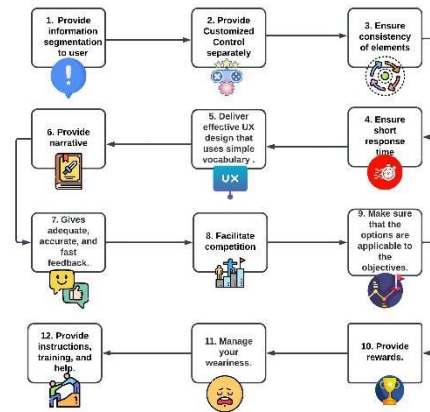 1. Provide
information
segmentation
to user
2. Provide
Customized
Control
separately
3. Ensure
consistency
of elements
4. Ensure
short
response
time
5. Deliver
effective UX
design that
uses simple
vocabulary .
UX
6. Provide
narrative
7. Gives
adequate,
accurate, and
fast
feedback.
8. Facilitate
competition
9. Make sure
that the
options are
applicable to
the
objectives.
10. Provide
rewards.
11. Manage
your
weariness.
12. Provide
instructions,
training, and
help.